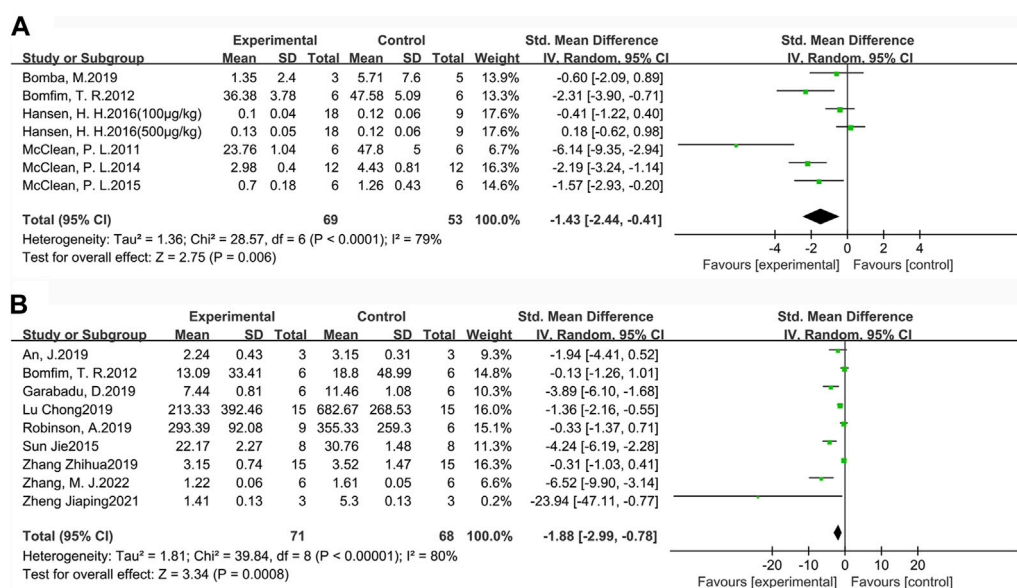 A
Experimental Control Std. Mean Difference Std. Mean Difference
Study or Subgroup Mean SD Total Mean SD Total Weight IV. Random. 95% CI IV. Random. 95% CI
Bomba, M.2019 1.35 2.4 3 5.71 7.6 5 13.9% -0.60 [-2.09, 0.89]
Bomfim, T. R.2012 36.38 3.78 6 47.58 5.09 6 13.3% -2.31 [-3.90, -0.71]
Hansen, H. H.2016(100μg/kg) 0.1 0.04 18 0.12 0.06 9 17.6% -0.41 [-1.22, 0.40]
Hansen, H. H.2016(500μg/kg) 0.13 0.05 18 0.12 0.06 9 17.6% 0.18 [-0.62, 0.98]
McClean, P. L.2011 23.76 1.04 6 47.8 5 6 6.7% -6.14 [-9.35, -2.94]
McClean, P. L.2014 2.98 0.4 12 4.43 0.81 12 16.3% -2.19 [-3.24, -1.14]
McClean, P. L.2015 0.7 0.18 6 1.26 0.43 6 14.6% -1.57 [-2.93, -0.20]
Total (95% CI) 69 53 100.0% -1.43 [-2.44, -0.41]
Heterogeneity: Tau² = 1.36; Chi² = 28.57, df = 6 (P < 0.0001); I² = 79%
Test for overall effect: Z = 2.75 (P = 0.006)
-4 -2 0 2 4
Favours [experimental] Favours [control]
B
Experimental Control Std. Mean Difference Std. Mean Difference
Study or Subgroup Mean SD Total Mean SD Total Weight IV. Random. 95% CI IV. Random. 95% CI
An, J.2019 2.24 0.43 3 3.15 0.31 3 9.3% -1.94 [-4.41, 0.52]
Bomfim, T. R.2012 13.09 33.41 6 18.8 48.99 6 14.8% -0.13 [-1.26, 1.01]
Garabadu, D.2019 7.44 0.81 6 11.46 1.08 6 10.3% -3.89 [-6.10, -1.68]
Lu Chong2019 213.33 392.46 15 682.67 268.53 15 16.0% -1.36 [-2.16, -0.55]
Robinson, A.2019 293.39 92.08 9 355.33 259.3 6 15.1% -0.33 [-1.37, 0.71]
Sun Jie2015 22.17 2.27 8 30.76 1.48 8 11.3% -4.24 [-6.19, -2.28]
Zhang Zhihua2019 3.15 0.74 15 3.52 1.47 15 16.3% -0.31 [-1.03, 0.41]
Zhang, M. J.2022 1.22 0.06 6 1.61 0.05 6 6.7% -6.52 [-9.90, -3.14]
Zheng Jiaping2021 1.41 0.13 3 5.3 0.13 3 0.2% -23.94 [-47.11, -0.77]
Total (95% CI) 71 68 100.0% -1.88 [-2.99, -0.78]
Heterogeneity: Tau² = 1.81; Chi² = 39.84, df = 8 (P < 0.00001); I² = 80%
Test for overall effect: Z = 3.34 (P = 0.0008)
-20 -10 0 10 20
Favours [experimental] Favours [control]